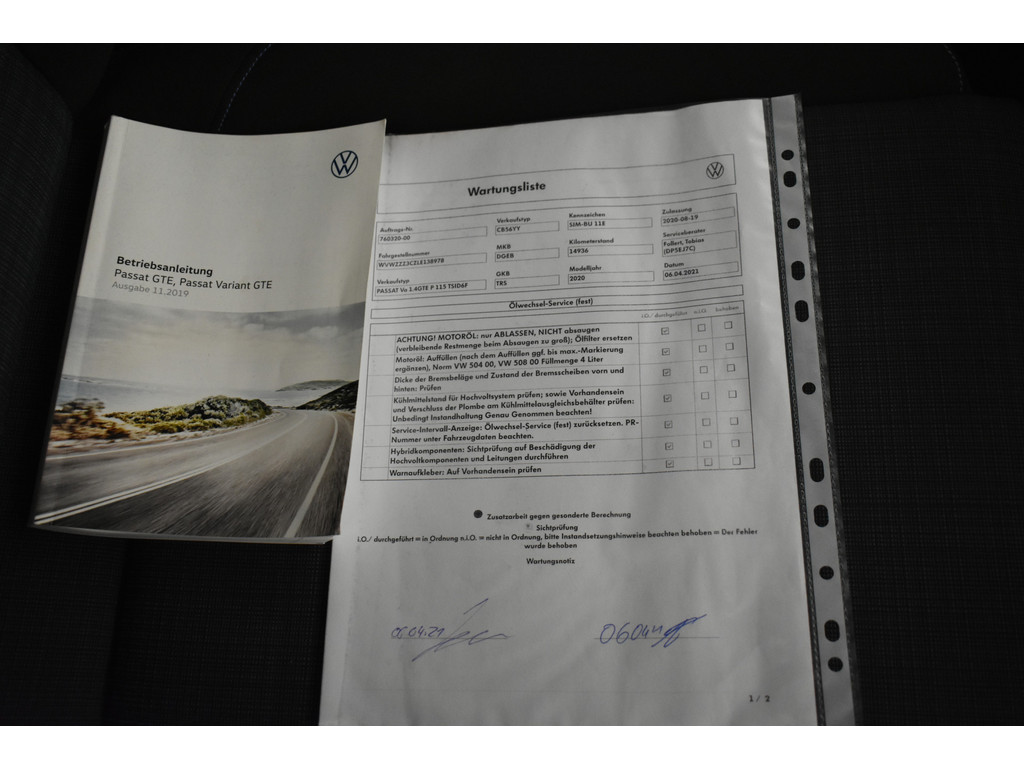 Betriebsanleitung
Passat GTE, Passat Variant GTE
Ausgabe 11.2019
Wartungsliste
Auftrags-Nr.
Verkaufstyp
Kennzeichen
Zulassung
760320-00
CB56YY
SIM-BU 11E
2020-08-19
Fahrgestellnummer
MKB
Kilometerstand
Serviceberater
WVWZZZ3CZLE138978
DGEB
14936
Fullert, Tobias
(DPSEJ7C)
Verkaufstyp
GKB
Modelljahr
Datum
PASSAT Va 1.4GTE P 115 TSID6F
TRS
2020
06.04.2021
Ölwechsel-Service (fest)
i.O./ durchgeführt n.i.O. behoben
ACHTUNG! MOTORÖL: nur ABLASSEN, NICHT absaugen
(verbleibende Restmenge beim Absaugen zu groß); Ölfilter ersetzen
Motoröl: Auffüllen (nach dem Auffüllen ggf. bis max.-Markierung
ergänzen), Norm VW 504 00, VW 508 00 Füllmenge 4 Liter
Dicke der Bremsbeläge und Zustand der Bremsscheiben vorn und
hinten: Prüfen
Kühlmittelstand für Hochvoltsystem prüfen; sowie Vorhandensein
und Verschluss der Plombe am Kühlmittelausgleichsbehälter prüfen:
Unbedingt Instandhaltung Genau Genommen beachten!
Service-Intervall-Anzeige: Ölwechsel-Service (fest) zurücksetzen. PR-
Nummer unter Fahrzeugdaten beachten.
Hybridkomponenten: Sichtprüfung auf Beschädigung der
Hochvoltkomponenten und Leitungen durchführen
Warnaufkleber: Auf Vorhandensein prüfen
Zusatzarbeit gegen gesonderte Berechnung
Sichtprüfung
i.O./ durchgeführt = in Ordnung n.i.O. = nicht in Ordnung, bitte Instandsetzungshinweise beachten behoben = Der Fehler
wurde behoben
Wartungsnotiz
06.04.21
1 / 2